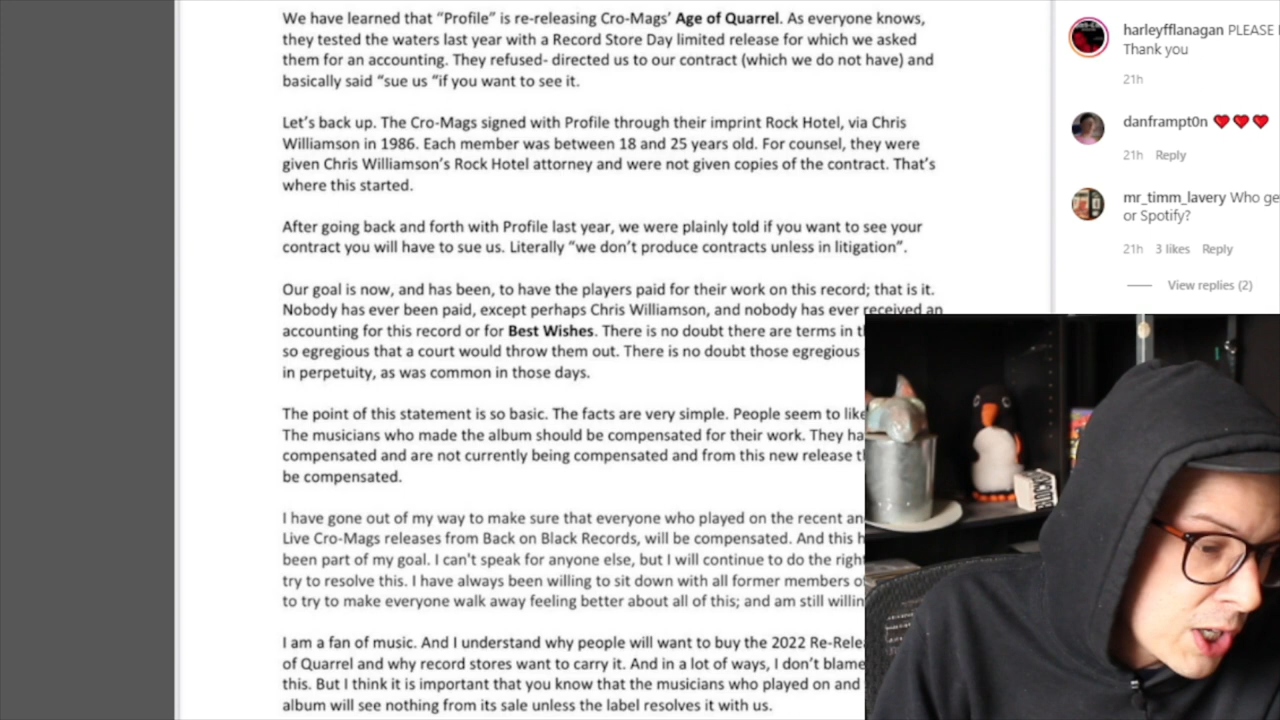 We have learned that “Profile” is re-releasing Cro-Mags’ Age of Quarrel. As everyone knows,
they tested the waters last year with a Record Store Day limited release for which we asked
them for an accounting. They refused- directed us to our contract (which we do not have) and
basically said “sue us “if you want to see it.
Let’s back up. The Cro-Mags signed with Profile through their imprint Rock Hotel, via Chris
Williamson in 1986. Each member was between 18 and 25 years old. For counsel, they were
given Chris Williamson’s Rock Hotel attorney and were not given copies of the contract. That’s
where this started.
After going back and forth with Profile last year, we were plainly told if you want to see your
contract you will have to sue us. Literally “we don’t produce contracts unless in litigation”.
Our goal is now, and has been, to have the players paid for their work on this record; that is it.
Nobody has ever been paid, except perhaps Chris Williamson, and nobody has ever received an
accounting for this record or for Best Wishes. There is no doubt there are terms in
so egregious that a court would throw them out. There is no doubt those egregious
in perpetuity, as was common in those days.
The point of this statement is so basic. The facts are very simple. People seem to like
The musicians who made the album should be compensated for their work. They
compensated and are not currently being compensated and from this new release
be compensated.
I have gone out of my way to make sure that everyone who played on the recent
Live Cro-Mags releases from Back on Black Records, will be compensated. And this
been part of my goal. I can't speak for anyone else, but I will continue to do the right
try to resolve this. I have always been willing to sit down with all former members
to try to make everyone walk away feeling better about all of this; and am still
I am a fan of music. And I understand why people will want to buy the 2022
of Quarrel and why record stores want to carry it. And in a lot of ways, I don’t blame
this. But I think it is important that you know that the musicians who played on and
album will see nothing from its sale unless the label resolves it with us.
harleyfflanagan PLEASE
Thank you
21h
danframpt0n ❤️❤️❤️
21h Reply
mr_timm_lavery Who
or Spotify?
21h 3 likes Reply
View replies (2)